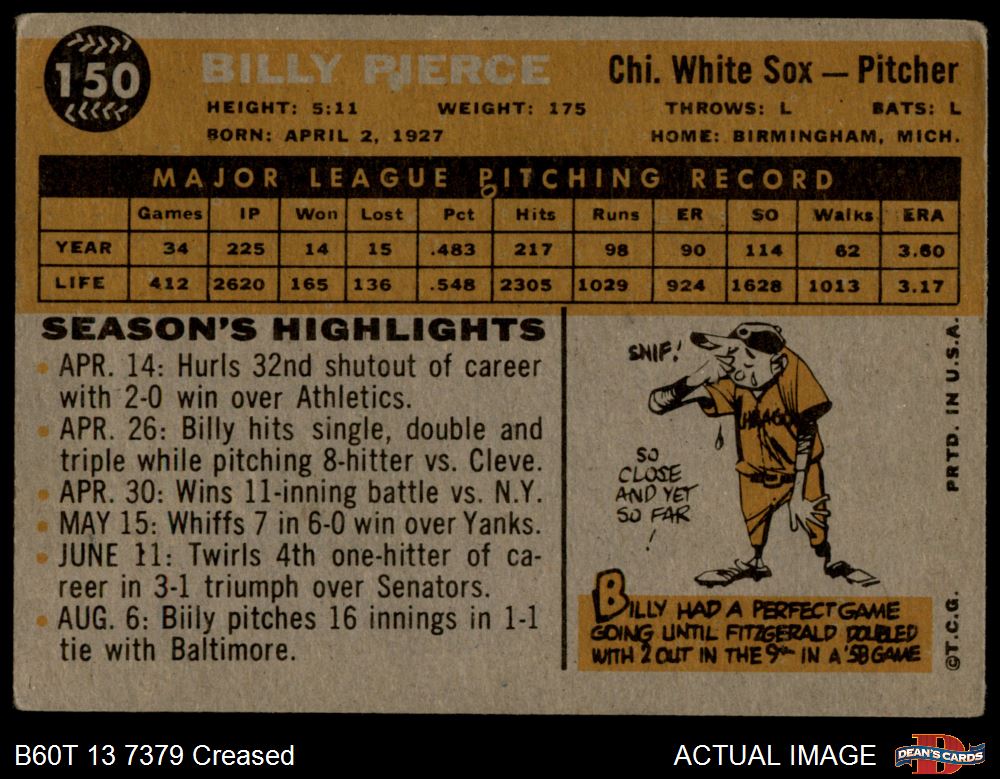 150
BILLY PIERCE
Chi. White Sox — Pitcher
HEIGHT: 5:11 WEIGHT: 175 THROWS: L BATS: L
BORN: APRIL 2, 1927 HOME: BIRMINGHAM, MICH.
MAJOR LEAGUE PITCHING RECORD
Games IP Won Lost Pct Hits Runs ER SO Walks ERA
YEAR 34 225 14 15 .483 217 98 90 114 62 3.60
LIFE 412 2620 165 136 .548 2305 1029 924 1628 1013 3.17
SEASON'S HIGHLIGHTS
• APR. 14: Hurls 32nd shutout of career
with 2-0 win over Athletics.
• APR. 26: Billy hits single, double and
triple while pitching 8-hitter vs. Cleve.
• APR. 30: Wins 11-inning battle vs. N.Y.
• MAY 15: Whiffs 7 in 6-0 win over Yanks.
• JUNE 11: Twirls 4th one-hitter of ca-
reer in 3-1 triumph over Senators.
• AUG. 6: Biily pitches 16 innings in 1-1
tie with Baltimore.
SNIF!
CHICAGO
SO
CLOSE
AND YET
SO FAR
!
BILLY HAD A PERFECT GAME
GOING UNTIL FITZGERALD DOUBLED
WITH 2 OUT IN THE 9TH IN A '58 GAME
©T.C.G. PRTD. IN U.S.A.
B60T 13 7379 Creased
ACTUAL IMAGE
DEAN'S CARDS